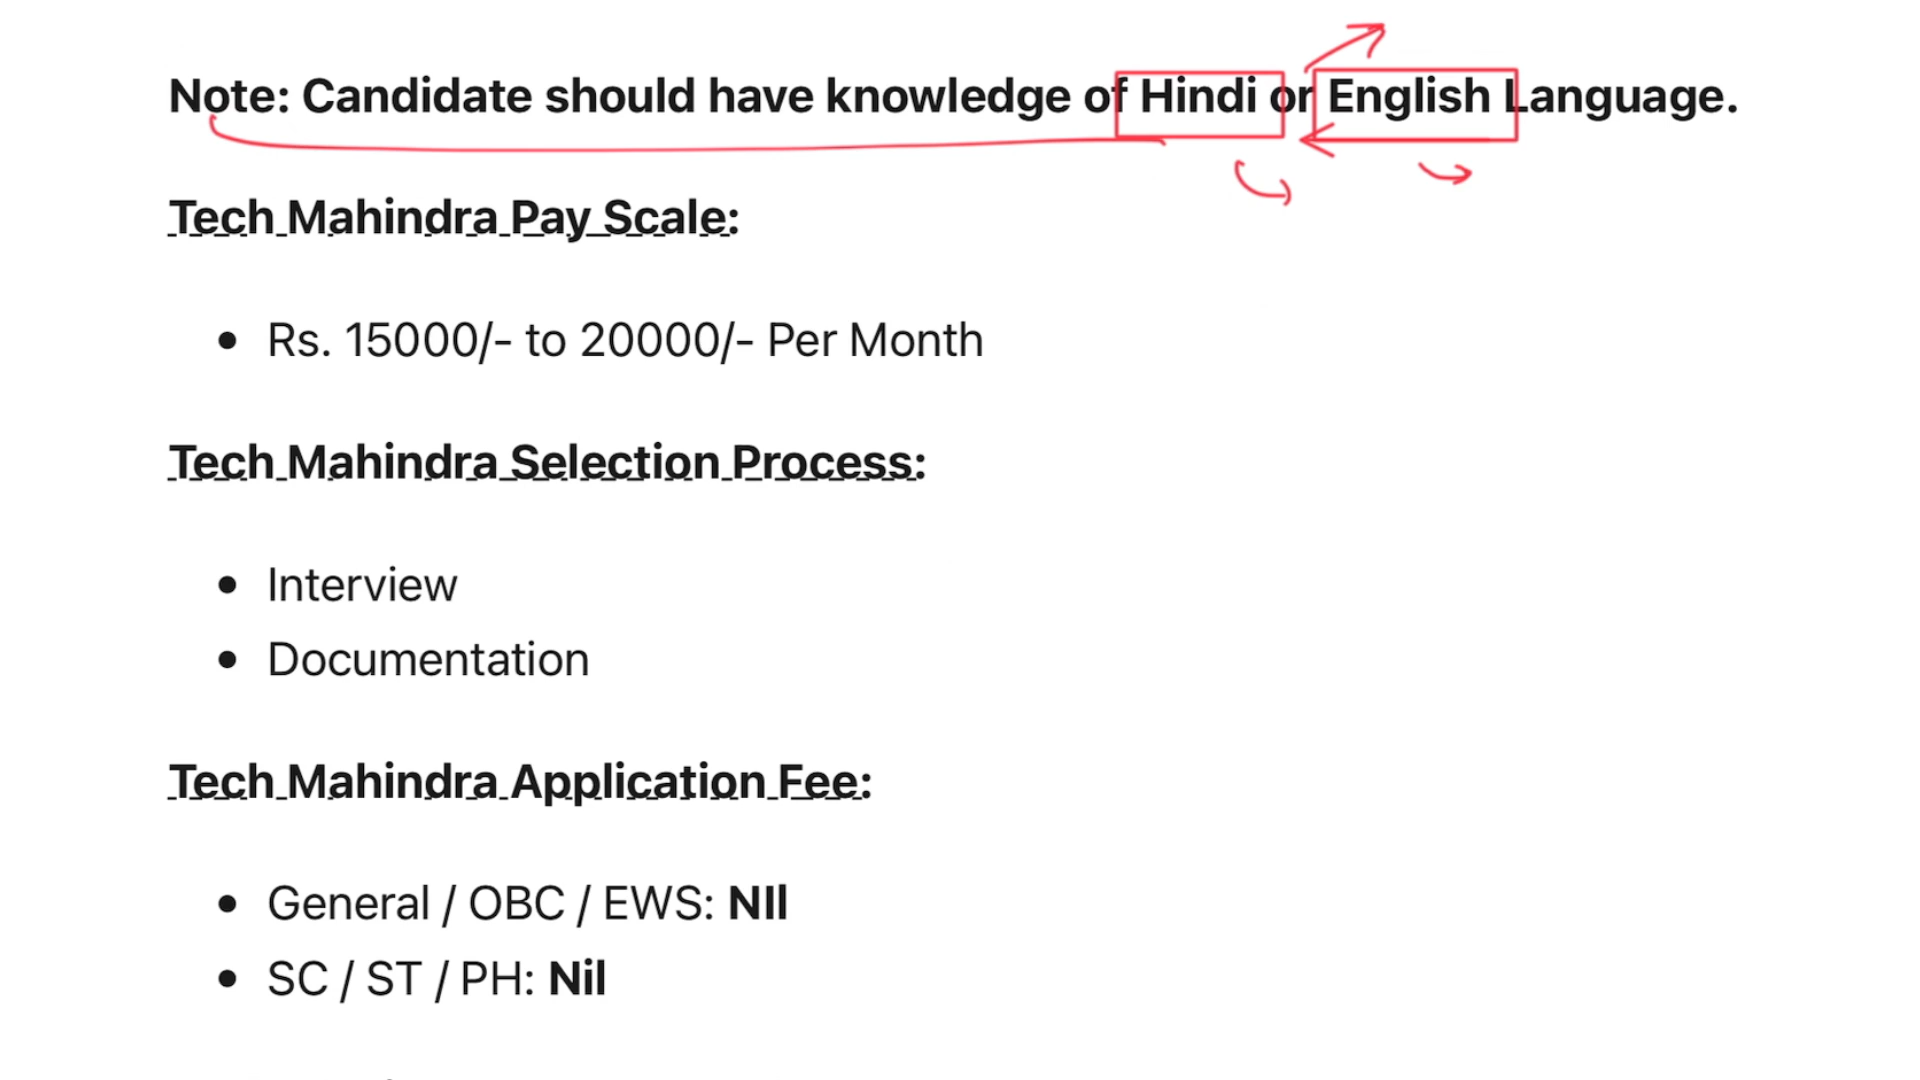 Note: Candidate should have knowledge of Hindi or English Language.
Tech Mahindra Pay Scale:
Rs. 15000/- to 20000/- Per Month
Tech Mahindra Selection Process:
Interview
Documentation
Tech Mahindra Application Fee:
General / OBC / EWS: NIl
SC / ST / PH: Nil